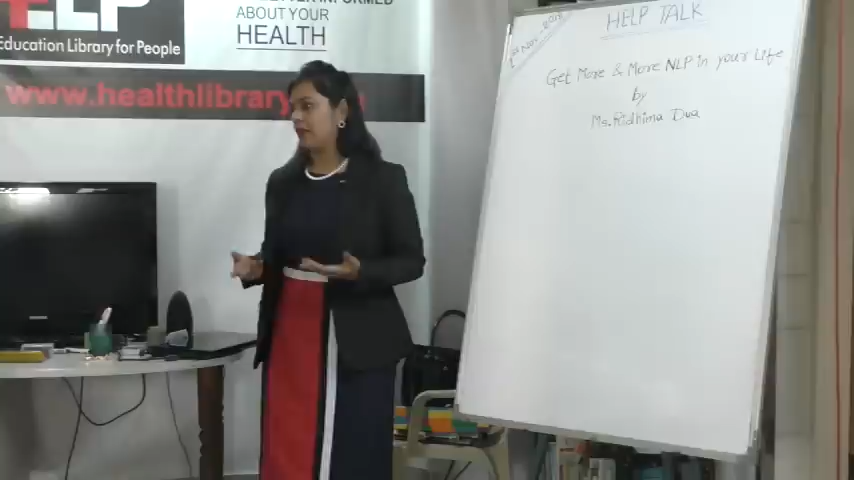 HELP
Education Library for People
ABOUT YOUR
HEALTH
www.healthlibrary
HELP TALK
Get More & More NLP in your Life
by
Ms. Ridhima Dua